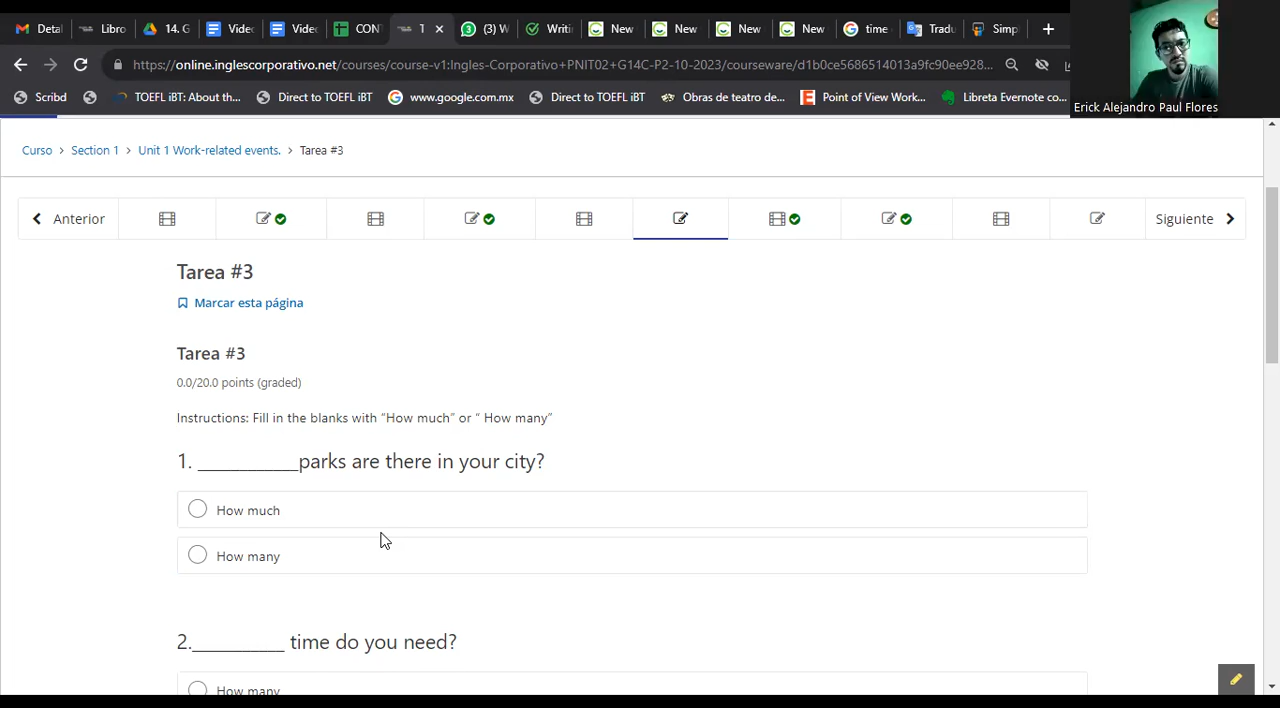 Detal
Libro
14. G
Videc
Videc
CON
1
(3) W
Writi
New
New
New
New
time
Tradu
Simp
https://online.inglescorporativo.net/courses/course-v1:Ingles-Corporativo+PNIT02+G14C-P2-10-2023/courseware/d1b0ce5686514013a9fc90ee928...
Scribd
TOEFL iBT: About th...
Direct to TOEFL iBT
www.google.com.mx
Direct to TOEFL iBT
Obras de teatro de...
Point of View Work...
Libreta Evernote co...
Erick Alejandro Paul Flores
Curso > Section 1 > Unit 1 Work-related events. > Tarea #3
Anterior
Siguiente
Tarea #3
Marcar esta página
Tarea #3
0.0/20.0 points (graded)
Instructions: Fill in the blanks with “How much” or “ How many”
1. ___________parks are there in your city?
How much
How many
2.__________ time do you need?
How many